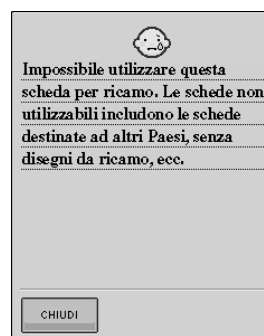 Impossibile utilizzare questa
scheda per ricamo. Le schede non
utilizzabili includono le schede
destinate ad altri Paesi, senza
disegni da ricamo, ecc.
CHIUDI